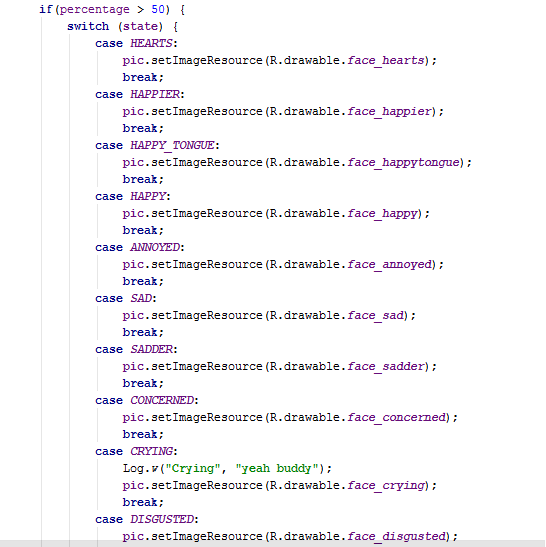 if(percentage > 50) {
switch (state) {
case HEARTS:
pic.setImageResource(R.drawable.face_hearts);
break;
case HAPPIER:
pic.setImageResource(R.drawable.face_happier);
break;
case HAPPY_TONGUE:
pic.setImageResource(R.drawable.face_happytongue);
break;
case HAPPY:
pic.setImageResource(R.drawable.face_happy);
break;
case ANNOYED:
pic.setImageResource(R.drawable.face_annoyed);
break;
case SAD:
pic.setImageResource(R.drawable.face_sad);
break;
case SADDER:
pic.setImageResource(R.drawable.face_sadder);
break;
case CONCERNED:
pic.setImageResource(R.drawable.face_concerned);
break;
case CRYING:
Log.v("Crying", "yeah buddy");
pic.setImageResource(R.drawable.face_crying);
break;
case DISGUSTED:
pic.setImageResource(R.drawable.face_disgusted);